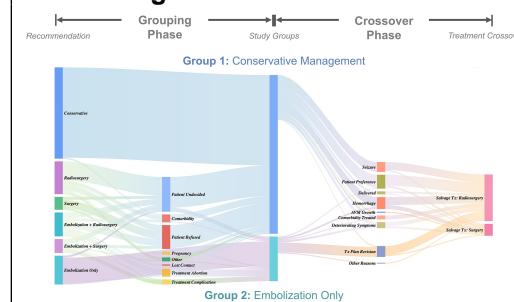 Grouping
Phase
Crossover
Phase
Recommendation
Study Groups
Treatment Crossov
Group 1: Conservative Management
Conservative
Radiosurgery
Surgery
Embolization + Radiosurgery
Embolization + Surgery
Embolization Only
Patient Undecided
Comorbidity
Patient Refused
Pregnancy
Other
Lost Contact
Treatment Abortion
Treatment Complication
Seizure
Patient Preference
Delivered
Hemorrhage
AVM Growth
Comorbidity Treated
Deteriorating Symptoms
Tx Plan Revision
Other Reasons
Salvage Tx: Radiosurgery
Salvage Tx: Surgery
Group 2: Embolization Only